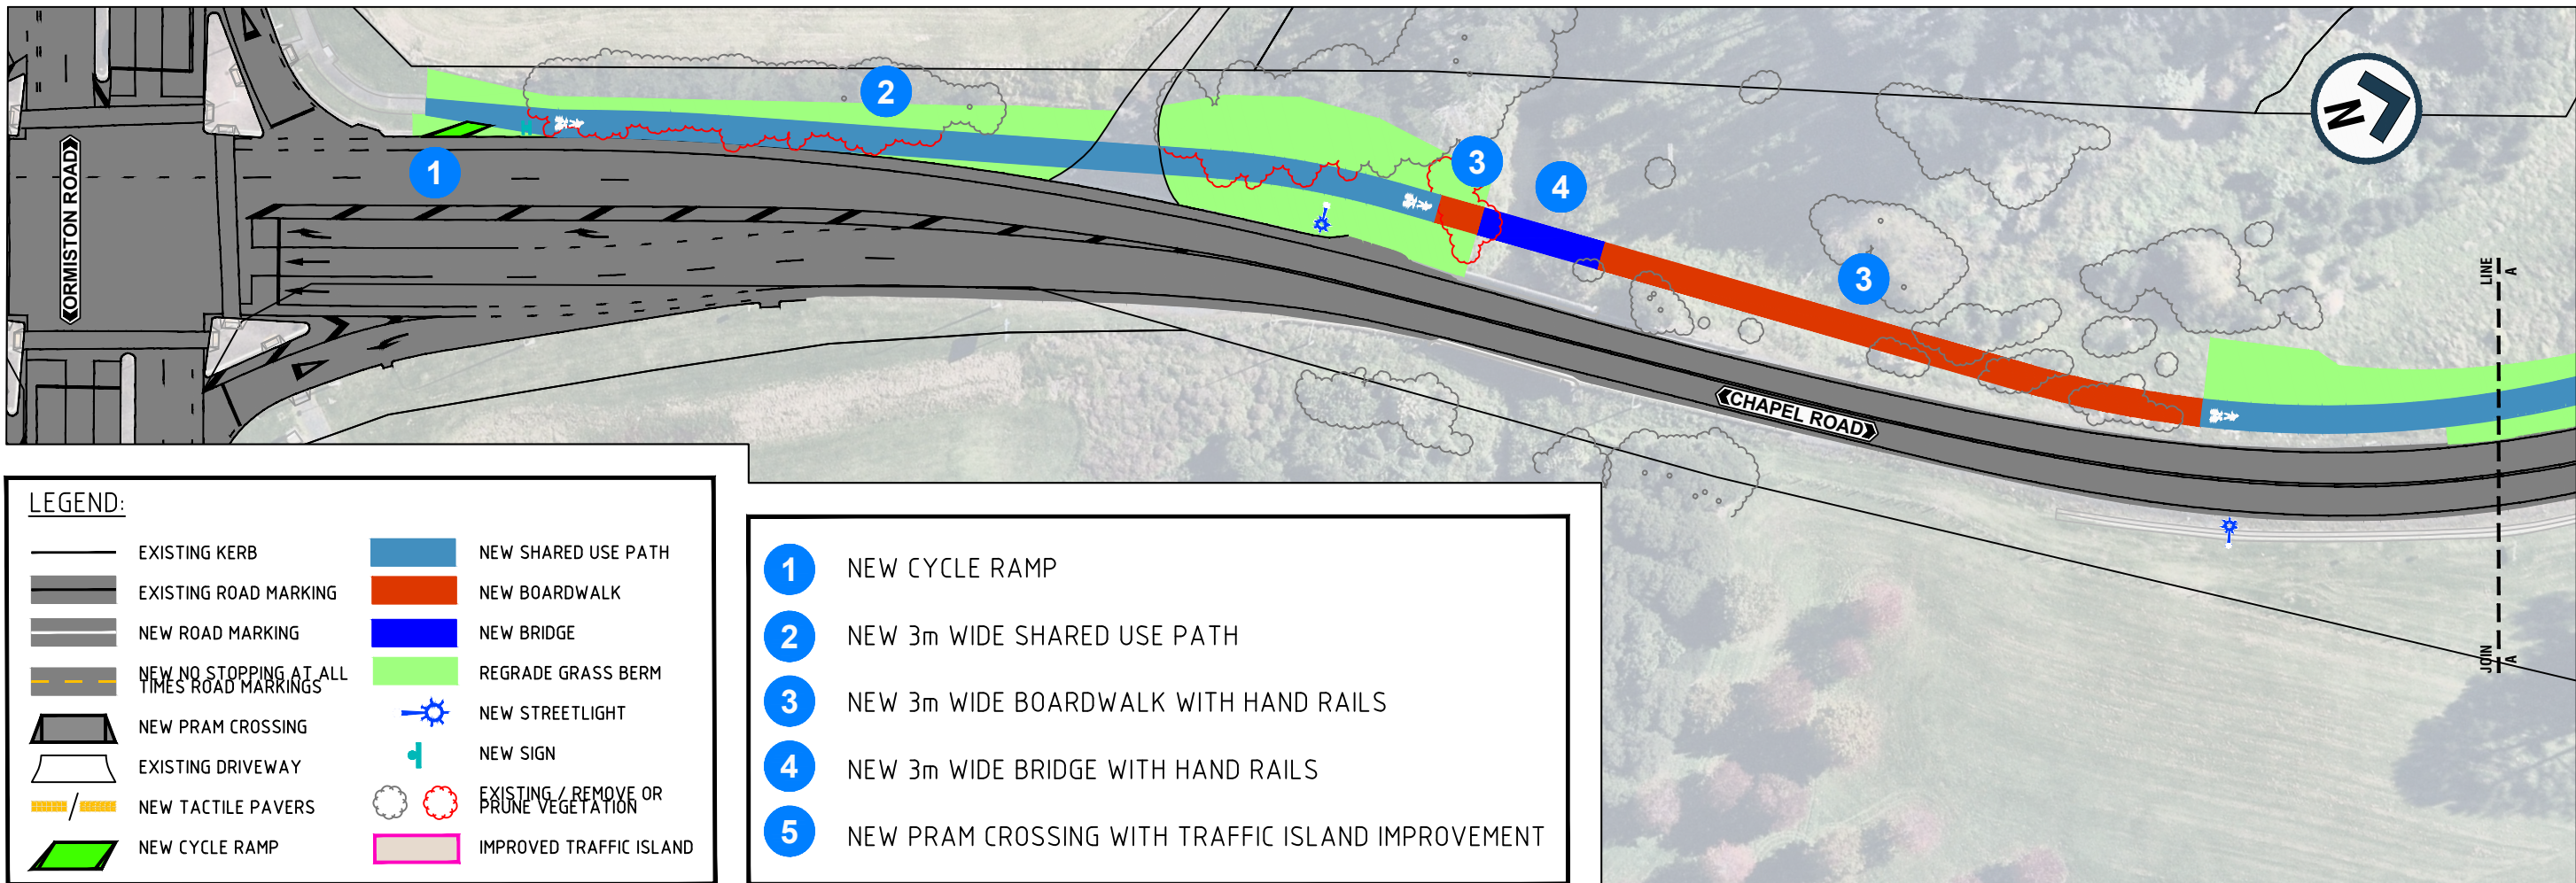 ORMISTON ROAD
1
2
3
4
3
CHAPEL ROAD
N
LINE A
JOIN A
LEGEND:
EXISTING KERB
EXISTING ROAD MARKING
NEW ROAD MARKING
NEW NO STOPPING AT ALL
TIMES ROAD MARKINGS
NEW PRAM CROSSING
EXISTING DRIVEWAY
NEW TACTILE PAVERS
NEW CYCLE RAMP
NEW SHARED USE PATH
NEW BOARDWALK
NEW BRIDGE
REGRADE GRASS BERM
NEW STREETLIGHT
NEW SIGN
EXISTING / REMOVE OR
PRUNE VEGETATION
IMPROVED TRAFFIC ISLAND
1 NEW CYCLE RAMP
2 NEW 3m WIDE SHARED USE PATH
3 NEW 3m WIDE BOARDWALK WITH HAND RAILS
4 NEW 3m WIDE BRIDGE WITH HAND RAILS
5 NEW PRAM CROSSING WITH TRAFFIC ISLAND IMPROVEMENT